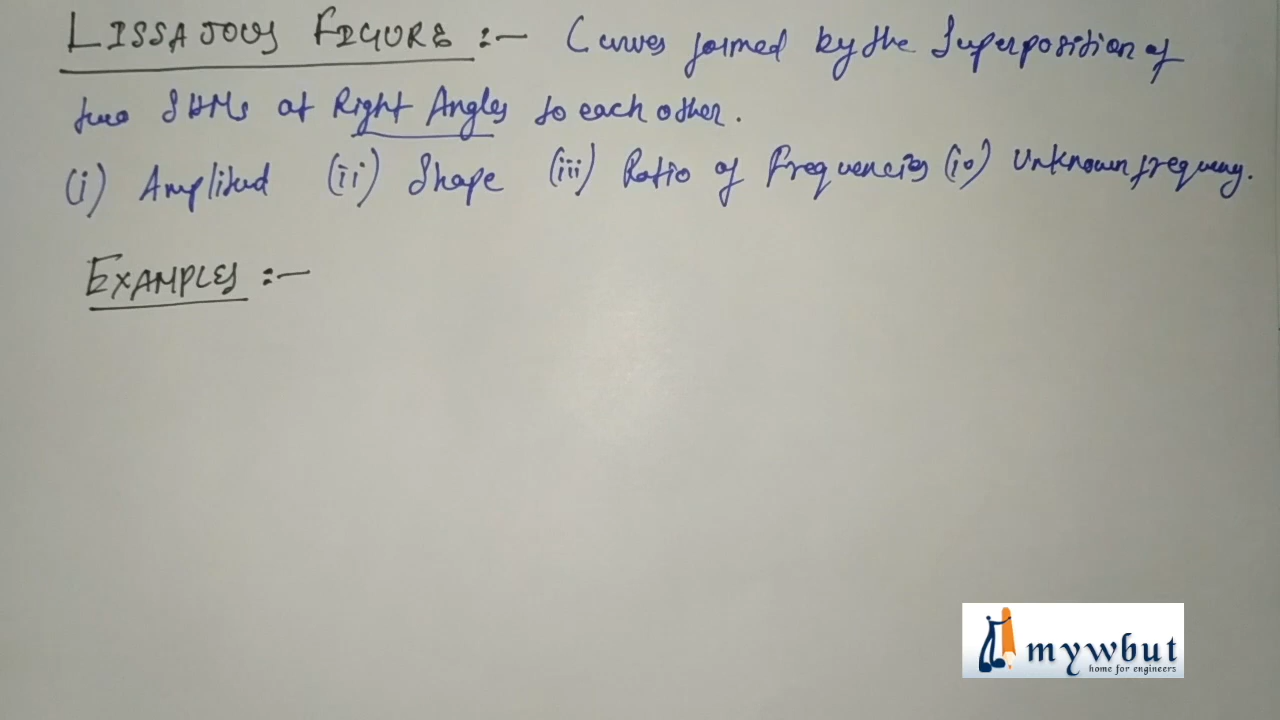 LISSAJOUS FIGURE :- Curves formed by the Superposition of
two SHMs at Right Angles to each other.
(i) Amplitud (ii) Shape (iii) Ratio of Frequencies (iv) Unknown frequency.
EXAMPLES :-
mywbut
home for engineers